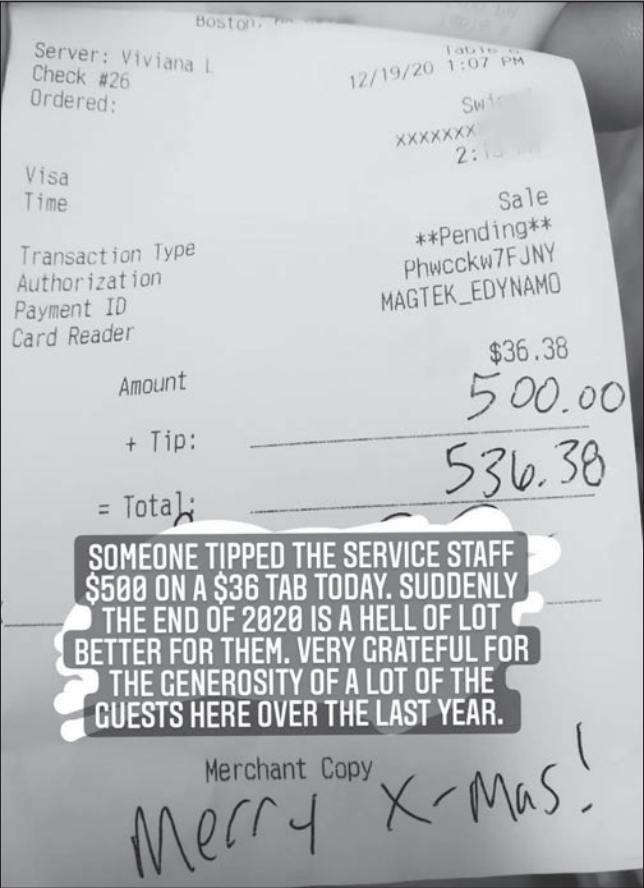 Boston,
Table
Server: Viviana L
12/19/20 1:07 PM
Check #26
Ordered:
xxxxxxx
Visa
Time
2:
Sale
Transaction Type
**Pending**
Authorization
Phwcckw7FJNY
Payment ID
MAGTEK_EDYNAMO
Card Reader
$36.38
Amount
500.00
+ Tip:
536.38
= Total:
SOMEONE TIPPED THE SERVICE STAFF
$500 ON A $36 TAB TODAY. SUDDENLY
THE END OF 2020 IS A HELL OF LOT
BETTER FOR THEM. VERY GRATEFUL FOR
THE GENEROSITY OF A LOT OF THE
GUESTS HERE OVER THE LAST YEAR.
Merchant Copy
Merry X-Mas!